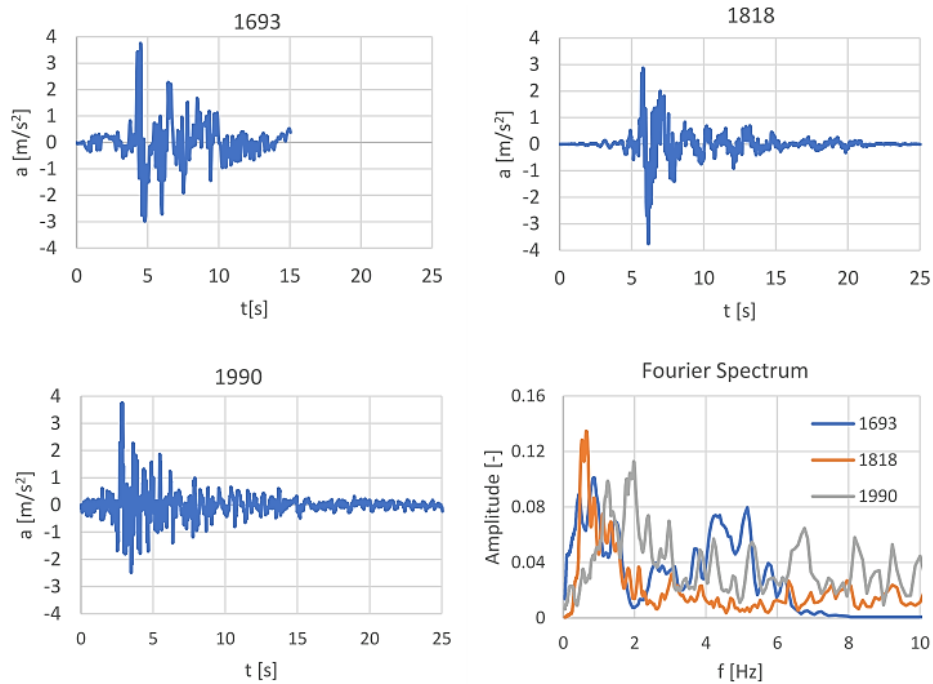 1693
4
3
2
1
0
-1
-2
-3
-4
a [m/s²]
0 5 10 15 20 25
t[s]
1818
4
3
2
1
0
-1
-2
-3
-4
a [m/s²]
0 5 10 15 20 25
t [s]
1990
4
3
2
1
0
-1
-2
-3
-4
a [m/s²]
0 5 10 15 20 25
t [s]
Fourier Spectrum
0.16
0.12
0.08
0.04
0
Amplitude [-]
1693
1818
1990
0 2 4 6 8 10
f [Hz]